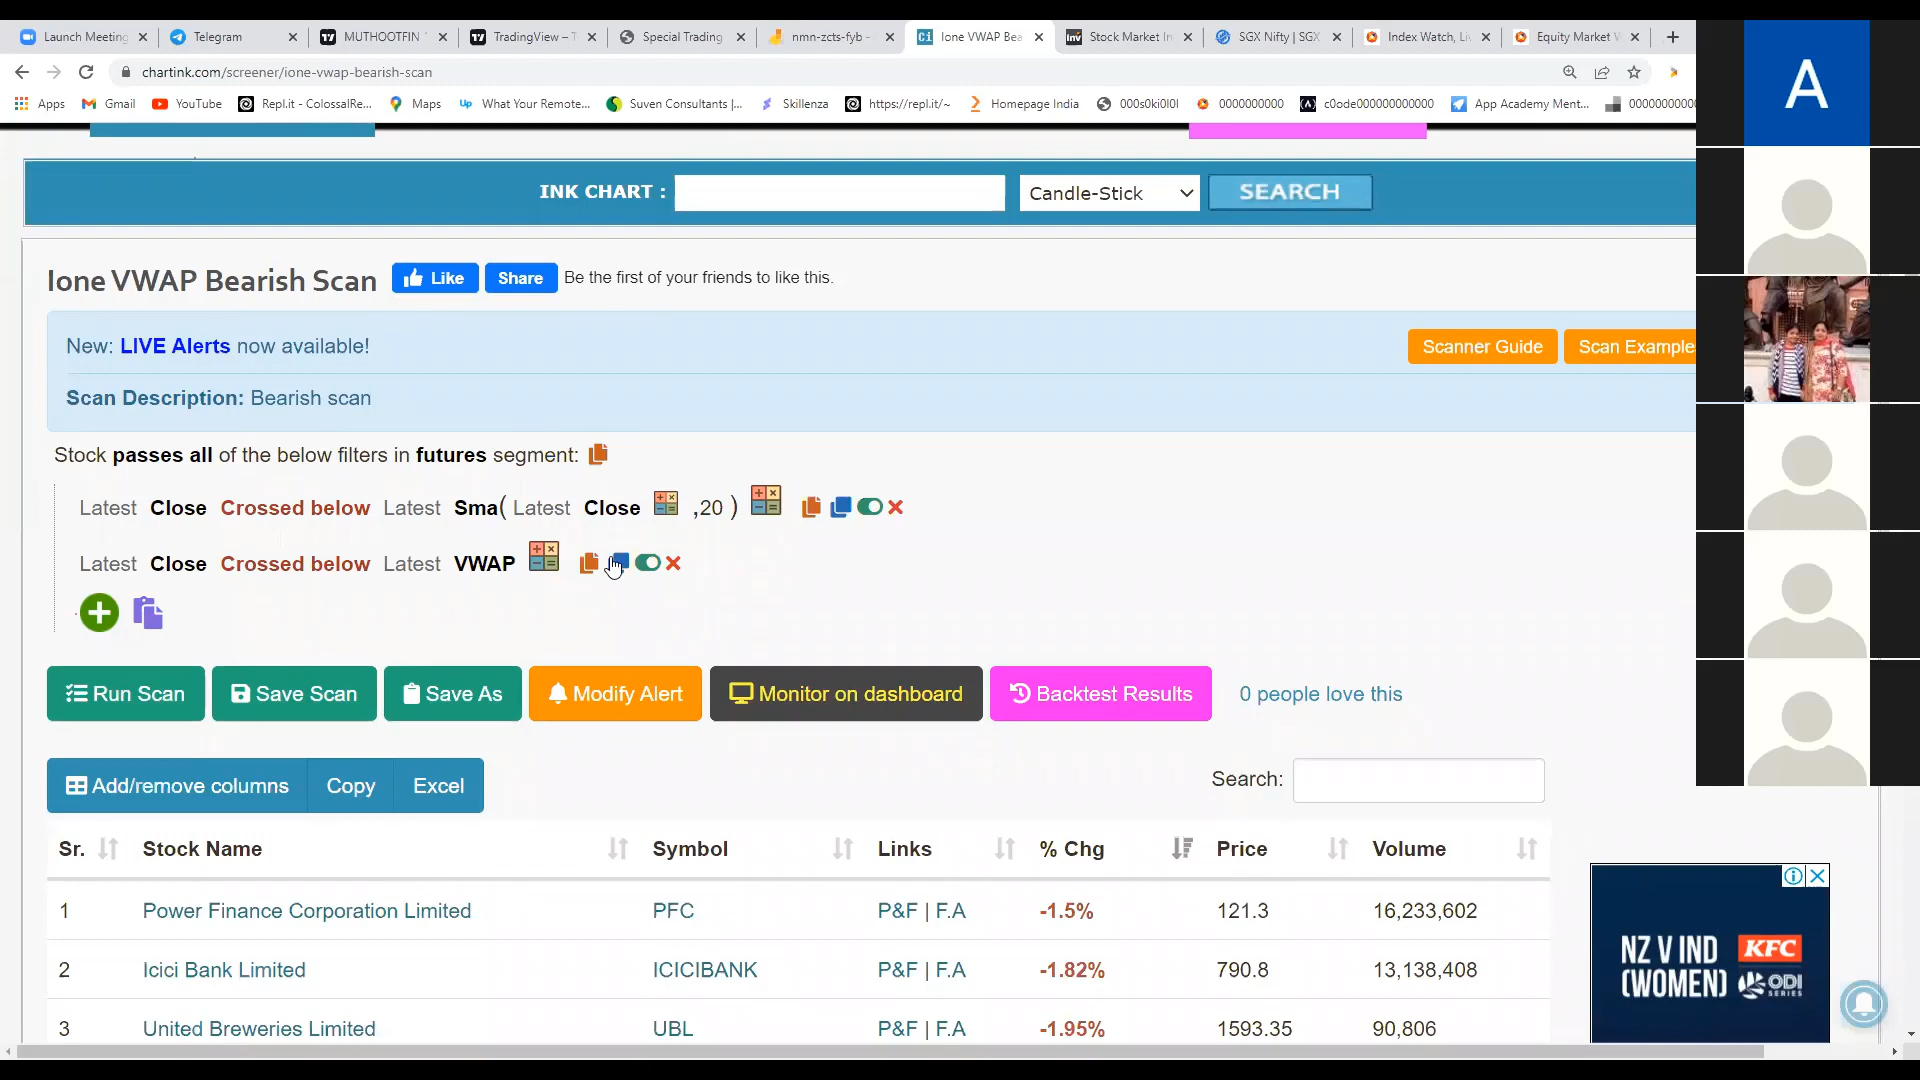 Launch Meeting
Telegram
MUTHOOTFIN
TradingView – T
Special Trading
nmn-zcts-fyb -
Ione VWAP Bea
Stock Market In
SGX Nifty | SGX
Index Watch, Li
Equity Market
chartink.com/screener/ione-vwap-bearish-scan
Apps
Gmail
YouTube
Repl.it - ColossalRe...
Maps
What Your Remote...
Suven Consultants |...
Skillenza
https://repl.it/~
Homepage India
000s0ki0l0l
0000000000
c0ode000000000000
App Academy Ment...
INK CHART :
Candle-Stick
SEARCH
Ione VWAP Bearish Scan
Like
Share
Be the first of your friends to like this.
New: LIVE Alerts now available!
Scanner Guide
Scan Example
Scan Description: Bearish scan
Stock passes all of the below filters in futures segment:
Latest Close Crossed below Latest Sma( Latest Close ,20 )
Latest Close Crossed below Latest VWAP
Run Scan
Save Scan
Save As
Modify Alert
Monitor on dashboard
Backtest Results
0 people love this
Add/remove columns
Copy
Excel
Search:
Sr. Stock Name Symbol Links % Chg Price Volume
1 Power Finance Corporation Limited PFC P&F | F.A -1.5% 121.3 16,233,602
2 Icici Bank Limited ICICIBANK P&F | F.A -1.82% 790.8 13,138,408
3 United Breweries Limited UBL P&F | F.A -1.95% 1593.35 90,806
NZ V IND
(WOMEN)
KFC
ODI
SERIES
A